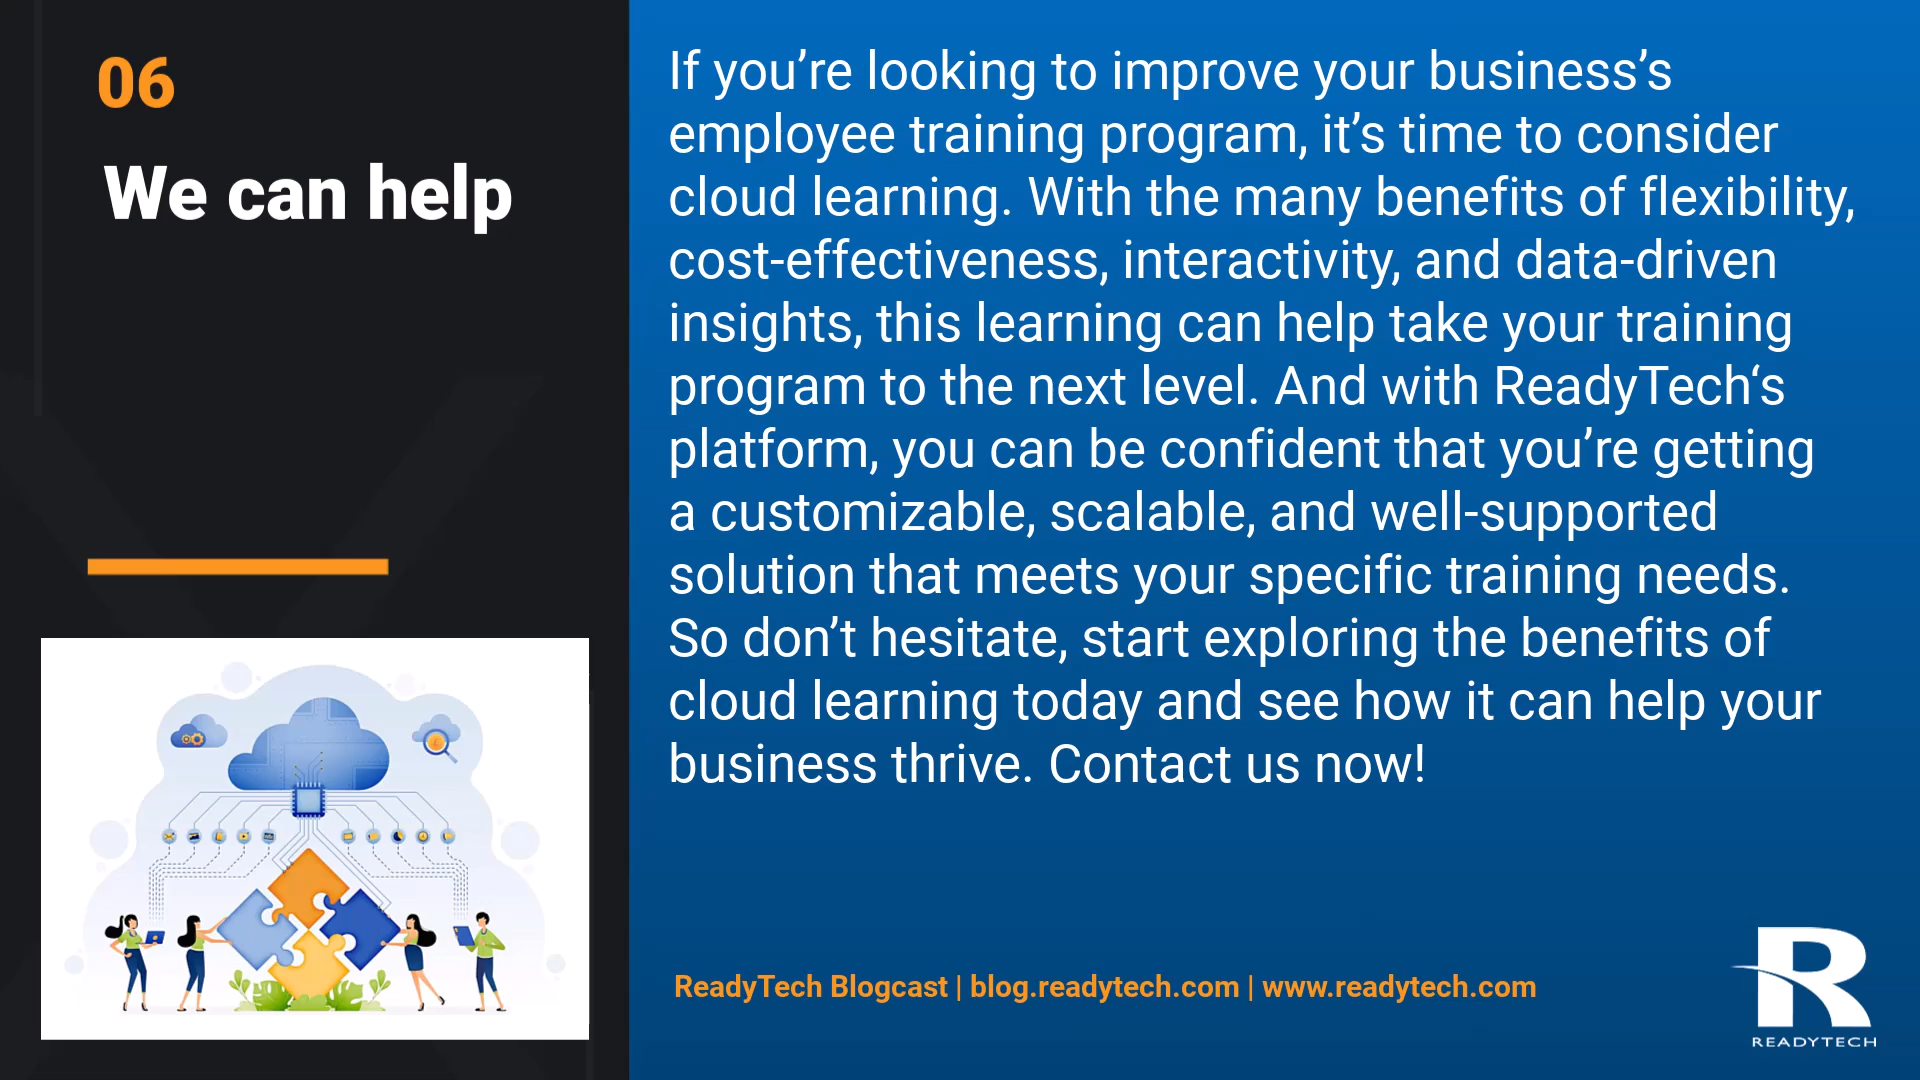 06
We can help
If you’re looking to improve your business’s
employee training program, it’s time to consider
cloud learning. With the many benefits of flexibility,
cost-effectiveness, interactivity, and data-driven
insights, this learning can help take your training
program to the next level. And with ReadyTech‘s
platform, you can be confident that you’re getting
a customizable, scalable, and well-supported
solution that meets your specific training needs.
So don’t hesitate, start exploring the benefits of
cloud learning today and see how it can help your
business thrive. Contact us now!
ReadyTech Blogcast | blog.readytech.com | www.readytech.com
R
READYTECH